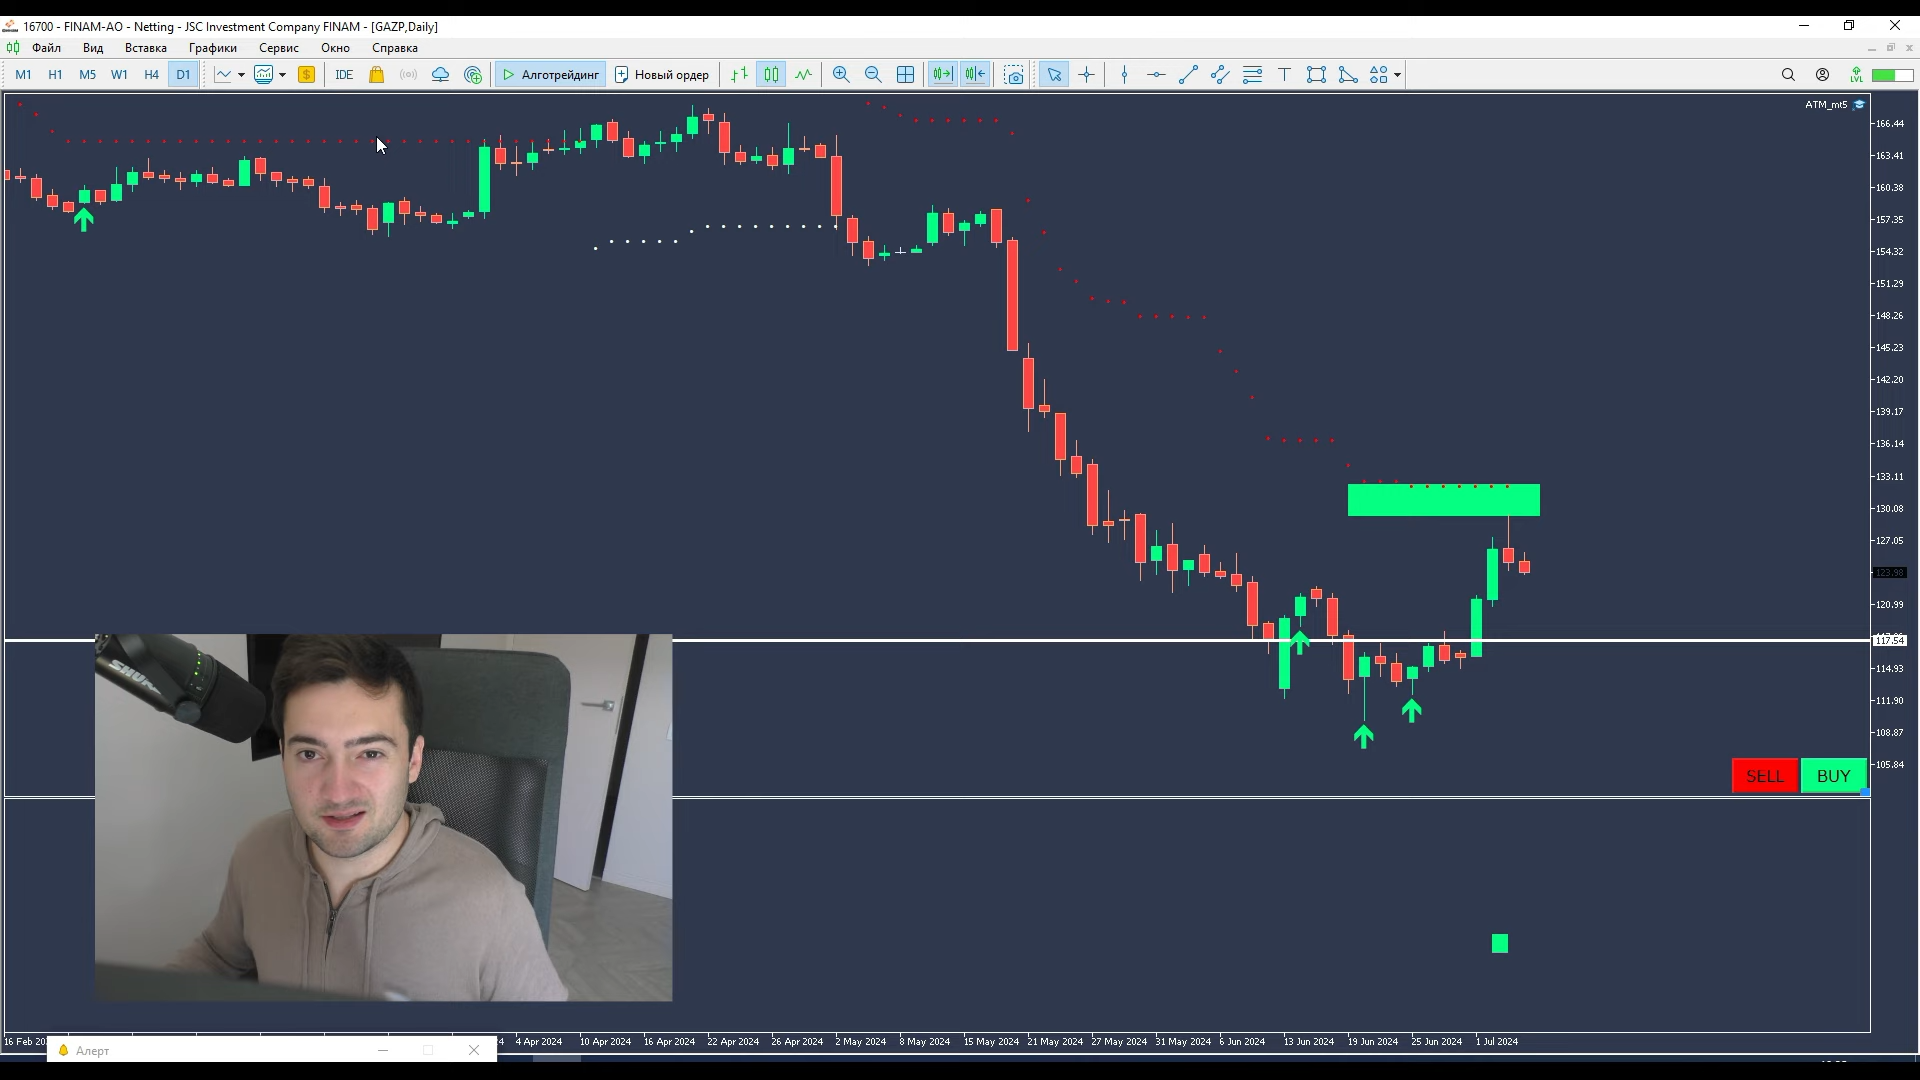 16700 - FINAM-AO - Netting - JSC Investment Company FINAM - [GAZP,Daily]
Файл Вид Вставка Графики Сервис Окно Справка
M1 H1 M5 W1 H4 D1 $ IDE Алготрейдинг Новый ордер T LVL
ATM_mt5
166.44
163.41
160.38
157.35
154.32
151.29
148.26
145.23
142.20
139.17
136.14
133.11
130.08
127.05
123.98
120.99
117.54
114.93
111.90
108.87
105.84
SHURE
SELL BUY
16 Feb 4 Apr 2024 10 Apr 2024 16 Apr 2024 22 Apr 2024 26 Apr 2024 2 May 2024 8 May 2024 15 May 2024 21 May 2024 27 May 2024 31 May 2024 6 Jun 2024 13 Jun 2024 19 Jun 2024 25 Jun 2024 1 Jul 2024
Алерт